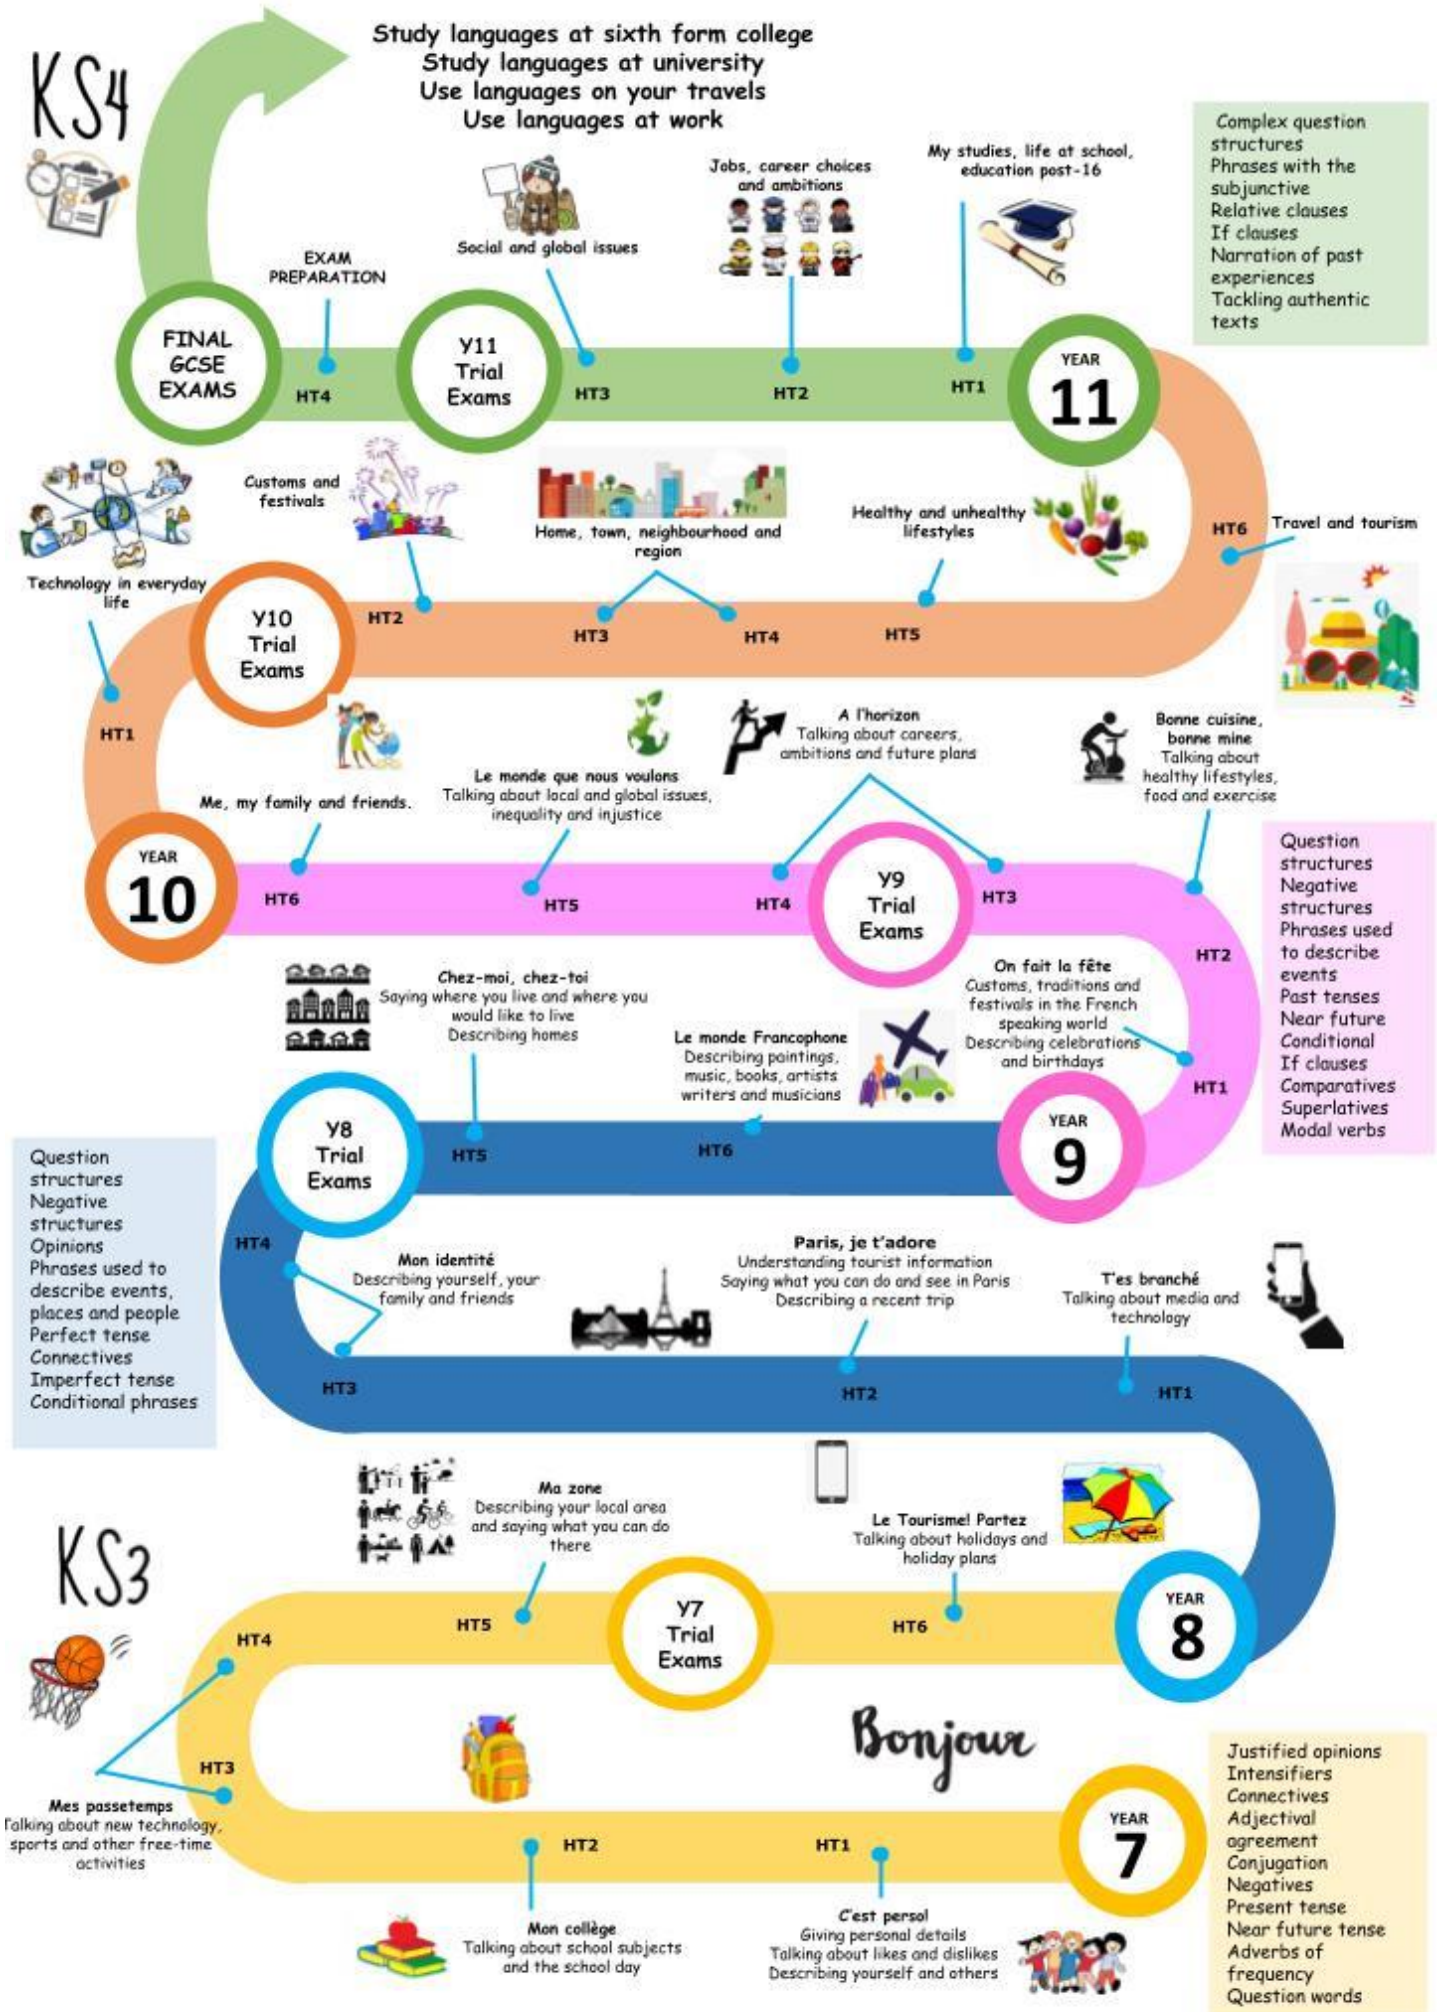 Study languages at sixth form college
Study languages at university
Use languages on your travels
Use languages at work
KS4
Complex question
structures
Phrases with the
subjunctive
Relative clauses
If clauses
Narration of past
experiences
Tackling authentic
texts
My studies, life at school,
education post-16
Jobs, career choices
and ambitions
Social and global issues
EXAM
PREPARATION
FINAL
GCSE
EXAMS
HT4
Y11
Trial
Exams
HT3
HT2
HT1
YEAR
11
Customs and
festivals
Home, town, neighbourhood and
region
Healthy and unhealthy
lifestyles
HT6
Travel and tourism
Technology in everyday
life
Y10
Trial
Exams
HT2
HT3
HT4
HT5
HT1
Me, my family and friends.
Le monde que nous voulons
Talking about local and global issues,
inequality and injustice
A l'horizon
Talking about careers,
ambitions and future plans
Bonne cuisine,
bonne mine
Talking about
healthy lifestyles,
food and exercise
YEAR
10
HT6
HT5
HT4
Y9
Trial
Exams
HT3
HT2
Question
structures
Negative
structures
Phrases used
to describe
events
Past tenses
Near future
Conditional
If clauses
Comparatives
Superlatives
Modal verbs
Chez-moi, chez-toi
Saying where you live and where you
would like to live
Describing homes
Le monde Francophone
Describing paintings,
music, books, artists
writers and musicians
On fait la fête
Customs, traditions and
festivals in the French
speaking world
Describing celebrations
and birthdays
HT1
Y8
Trial
Exams
HT5
HT6
YEAR
9
Question
structures
Negative
structures
Opinions
Phrases used to
describe events,
places and people
Perfect tense
Connectives
Imperfect tense
Conditional phrases
HT4
Mon identité
Describing yourself, your
family and friends
Paris, je t'adore
Understanding tourist information
Saying what you can do and see in Paris
Describing a recent trip
T'es branché
Talking about media and
technology
HT3
HT2
HT1
Ma zone
Describing your local area
and saying what you can do
there
Le Tourisme! Partez
Talking about holidays and
holiday plans
KS3
HT4
HT5
Y7
Trial
Exams
HT6
YEAR
8
Bonjour
HT3
Mes passetemps
Talking about new technology,
sports and other free-time
activities
HT2
HT1
YEAR
7
Mon collège
Talking about school subjects
and the school day
C'est perso!
Giving personal details
Talking about likes and dislikes
Describing yourself and others
Justified opinions
Intensifiers
Connectives
Adjectival
agreement
Conjugation
Negatives
Present tense
Near future tense
Adverbs of
frequency
Question words